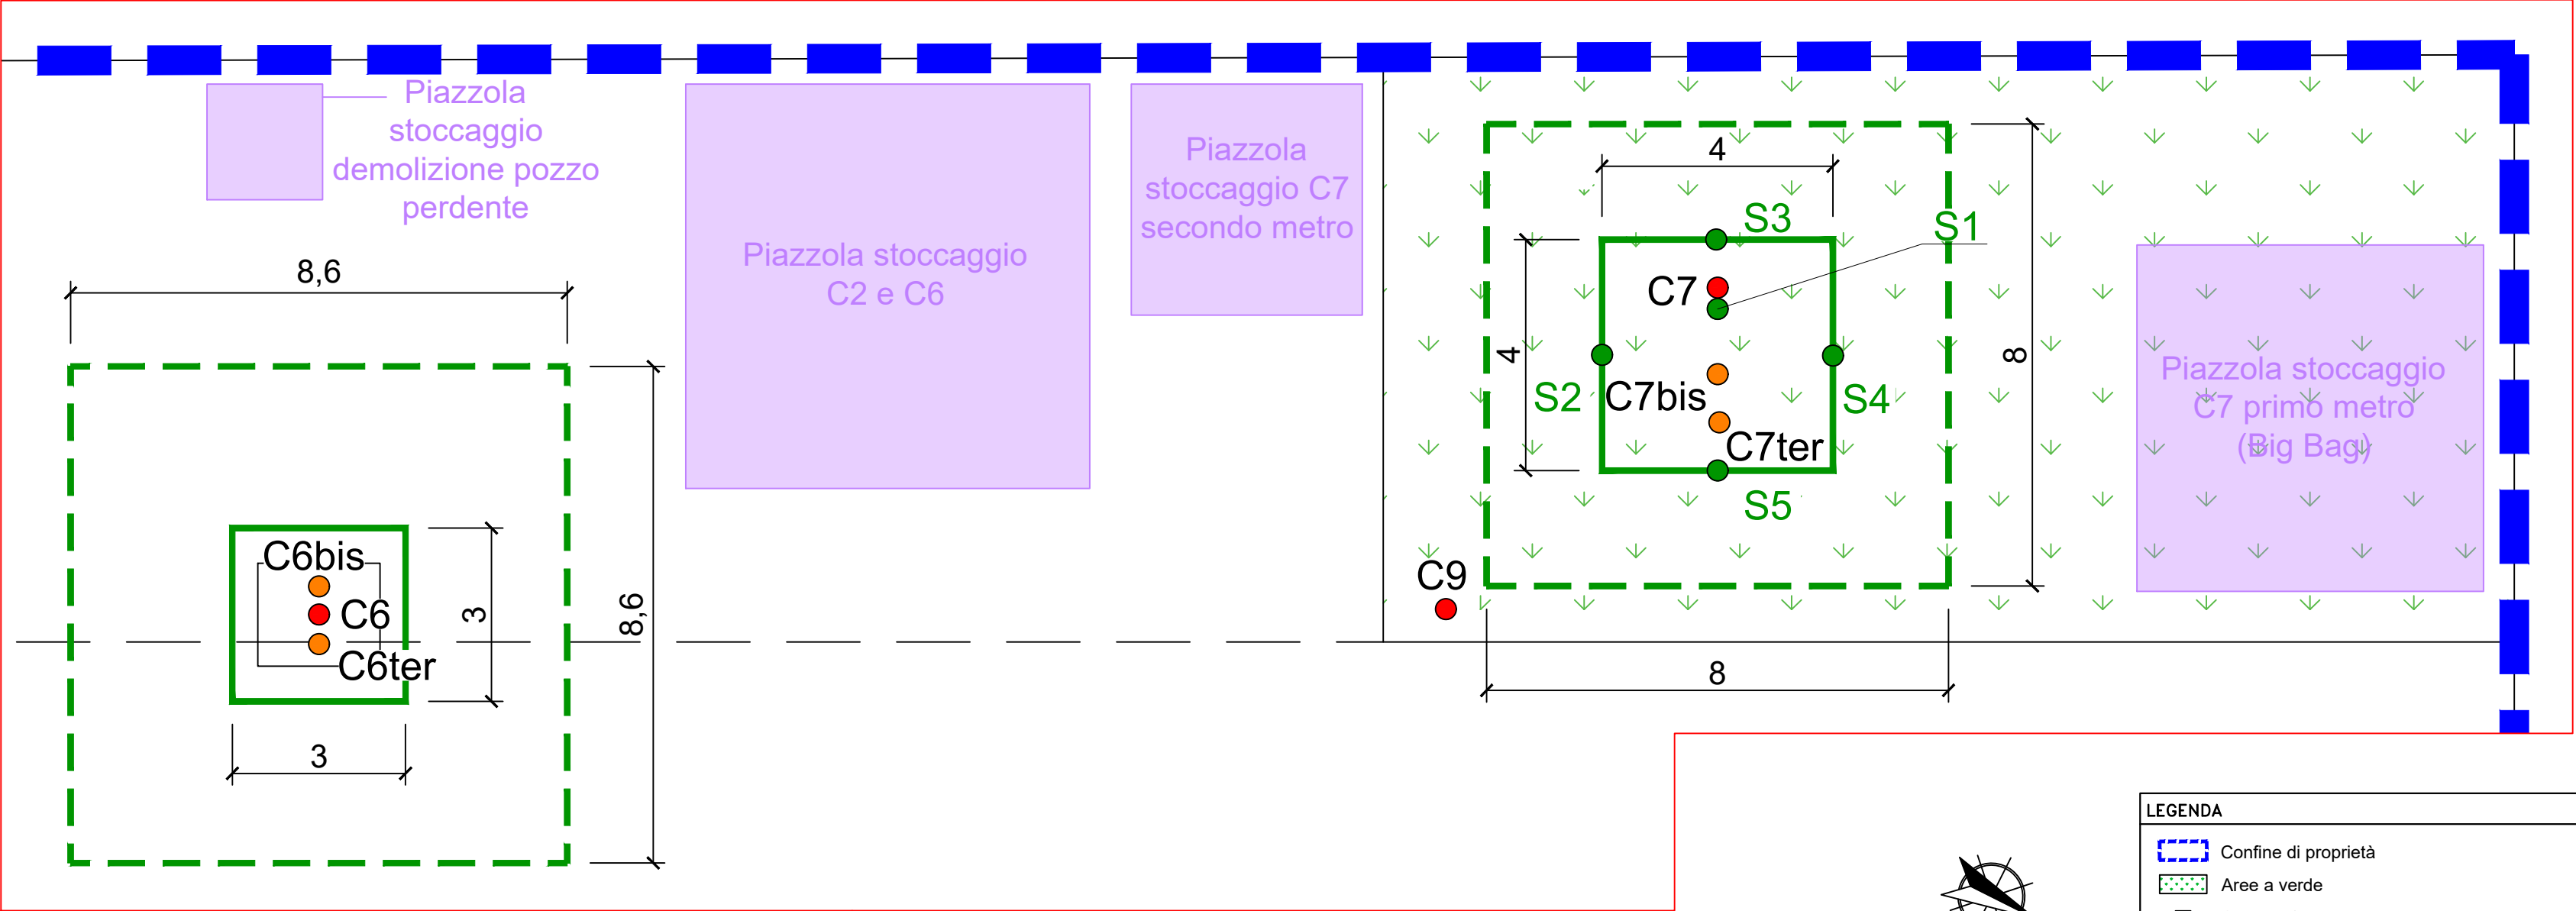 Piazzola
stoccaggio
demolizione pozzo
perdente
Piazzola stoccaggio
C2 e C6
Piazzola
stoccaggio C7
secondo metro
4
S3
S1
C7
4
8
S2
C7bis
S4
C7ter
S5
Piazzola stoccaggio
C7 primo metro
(Big Bag)
8,6
C6bis
C6
C6ter
3
8,6
3
C9
8
LEGENDA
Confine di proprietà
Aree a verde